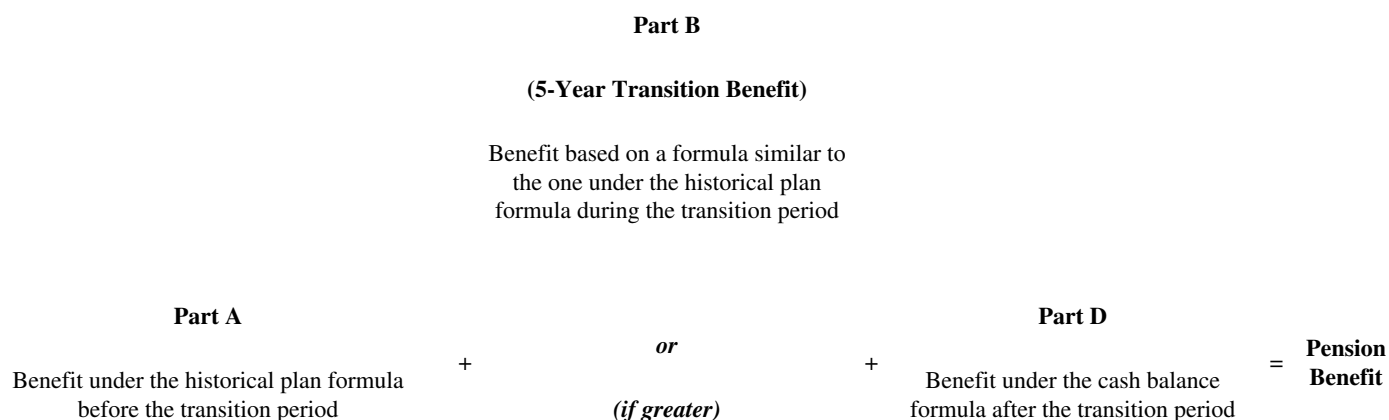 Part B
(5-Year Transition Benefit)
Benefit based on a formula similar to
the one under the historical plan
formula during the transition period
Part A
Benefit under the historical plan formula
before the transition period
+
or
(if greater)
+
Part D
Benefit under the cash balance
formula after the transition period
=
Pension
Benefit